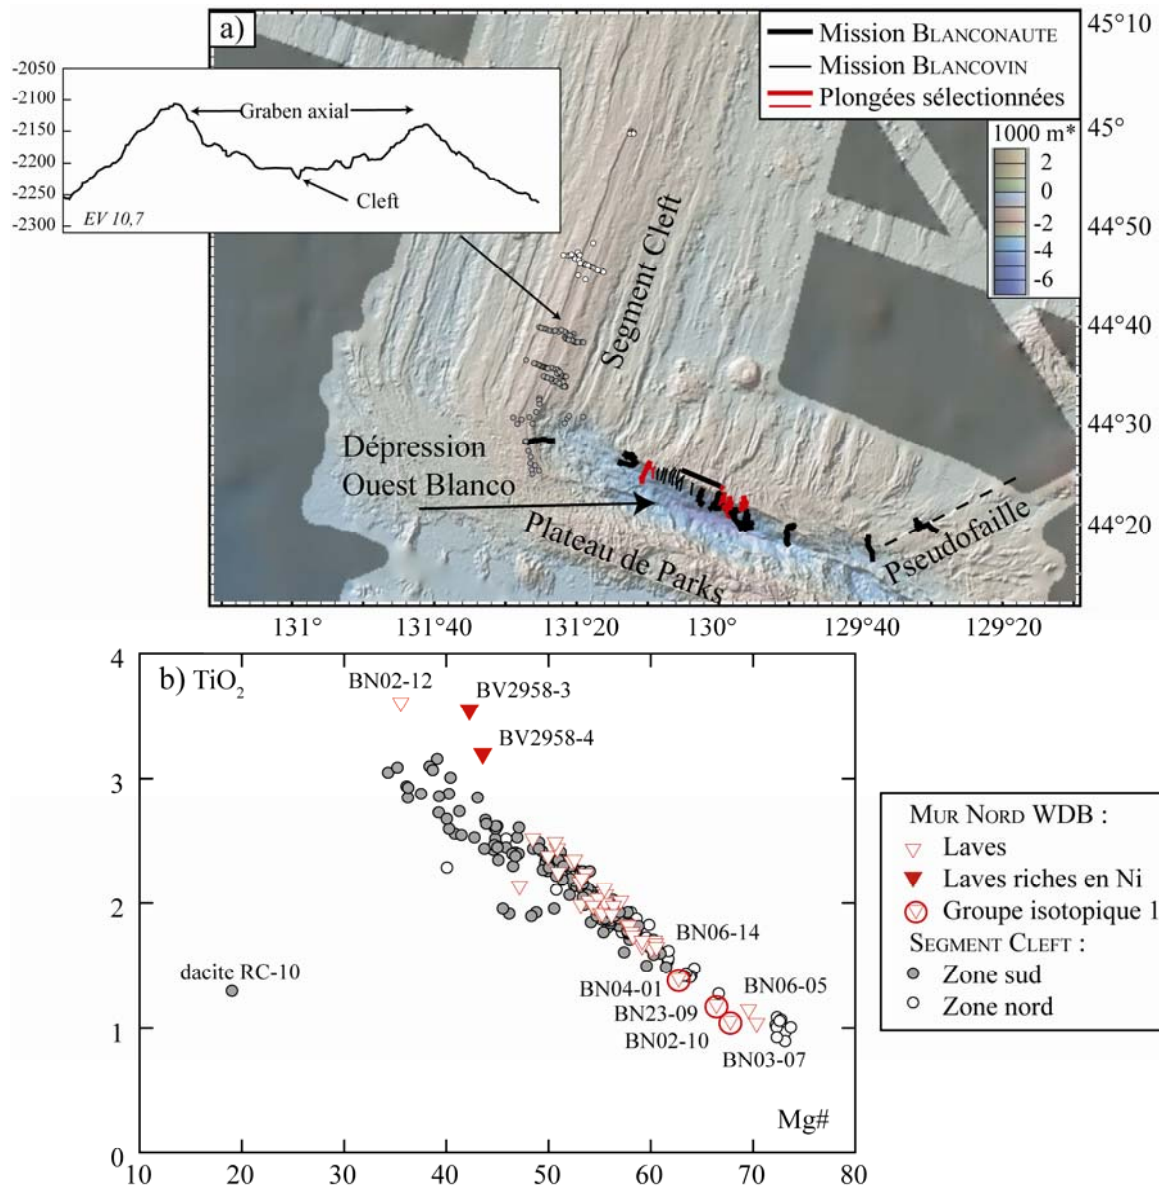 a)
Mission BLANCONAUTE
Mission BLANCOVIN
Plongées sélectionnées
1000 m*
2
0
-2
-4
-6
-2050
-2100
-2150
-2200
-2250
-2300
Graben axial
Cleft
EV 10,7
Segment Cleft
Dépression
Ouest Blanco
Plateau de Parks
Pseudofaille
45°10
45°
44°50
44°40
44°30
44°20
131°
131°40
131°20
130°
129°40
129°20
b) TiO₂
4
3
2
1
0
BN02-12
BV2958-3
BV2958-4
dacite RC-10
BN06-14
BN04-01
BN06-05
BN23-09
BN02-10
BN03-07
Mg#
10
20
30
40
50
60
70
80
MUR NORD WDB :
Laves
Laves riches en Ni
Groupe isotopique 1
SEGMENT CLEFT :
Zone sud
Zone nord